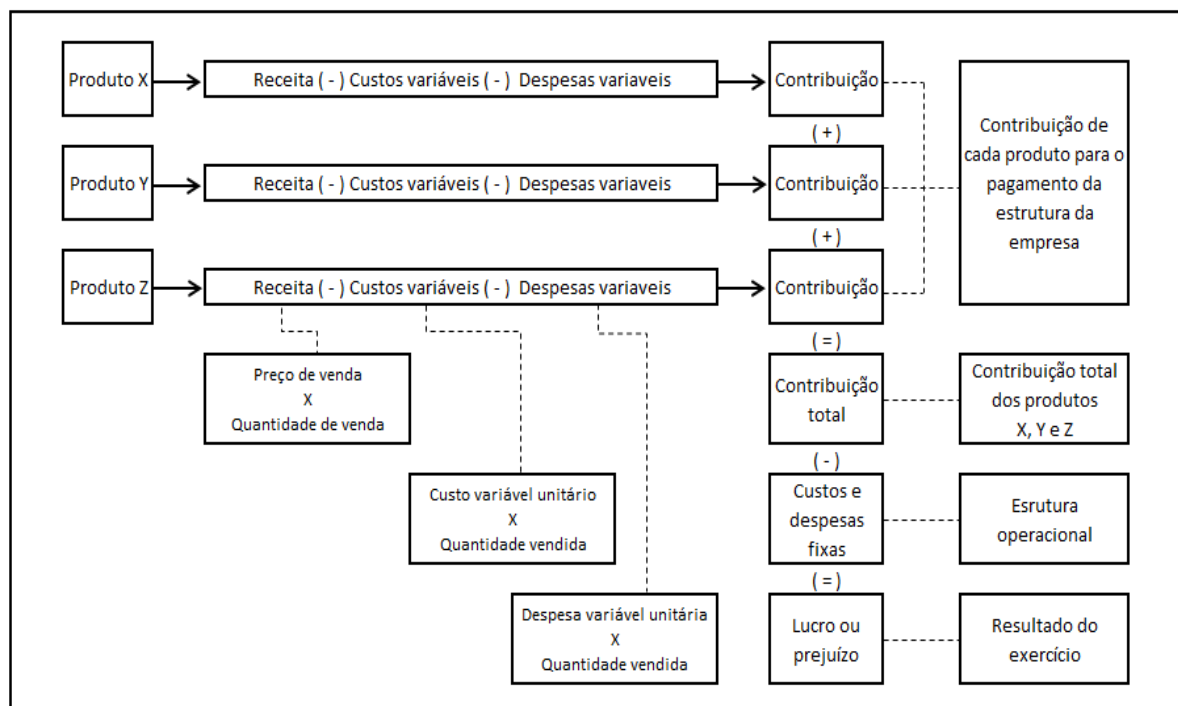 Produto X
Receita ( - ) Custos variáveis ( - ) Despesas variaveis
Contribuição
( + )
Produto Y
Receita ( - ) Custos variáveis ( - ) Despesas variaveis
Contribuição
( + )
Produto Z
Receita ( - ) Custos variáveis ( - ) Despesas variaveis
Contribuição
Contribuição de
cada produto para o
pagamento da
estrutura da
empresa
( = )
Preço de venda
X
Quantidade de venda
Contribuição
total
Contribuição total
dos produtos
X, Y e Z
( - )
Custo variável unitário
X
Quantidade vendida
Custos e
despesas
fixas
Esrutura
operacional
( = )
Despesa variável unitária
X
Quantidade vendida
Lucro ou
prejuízo
Resultado do
exercício